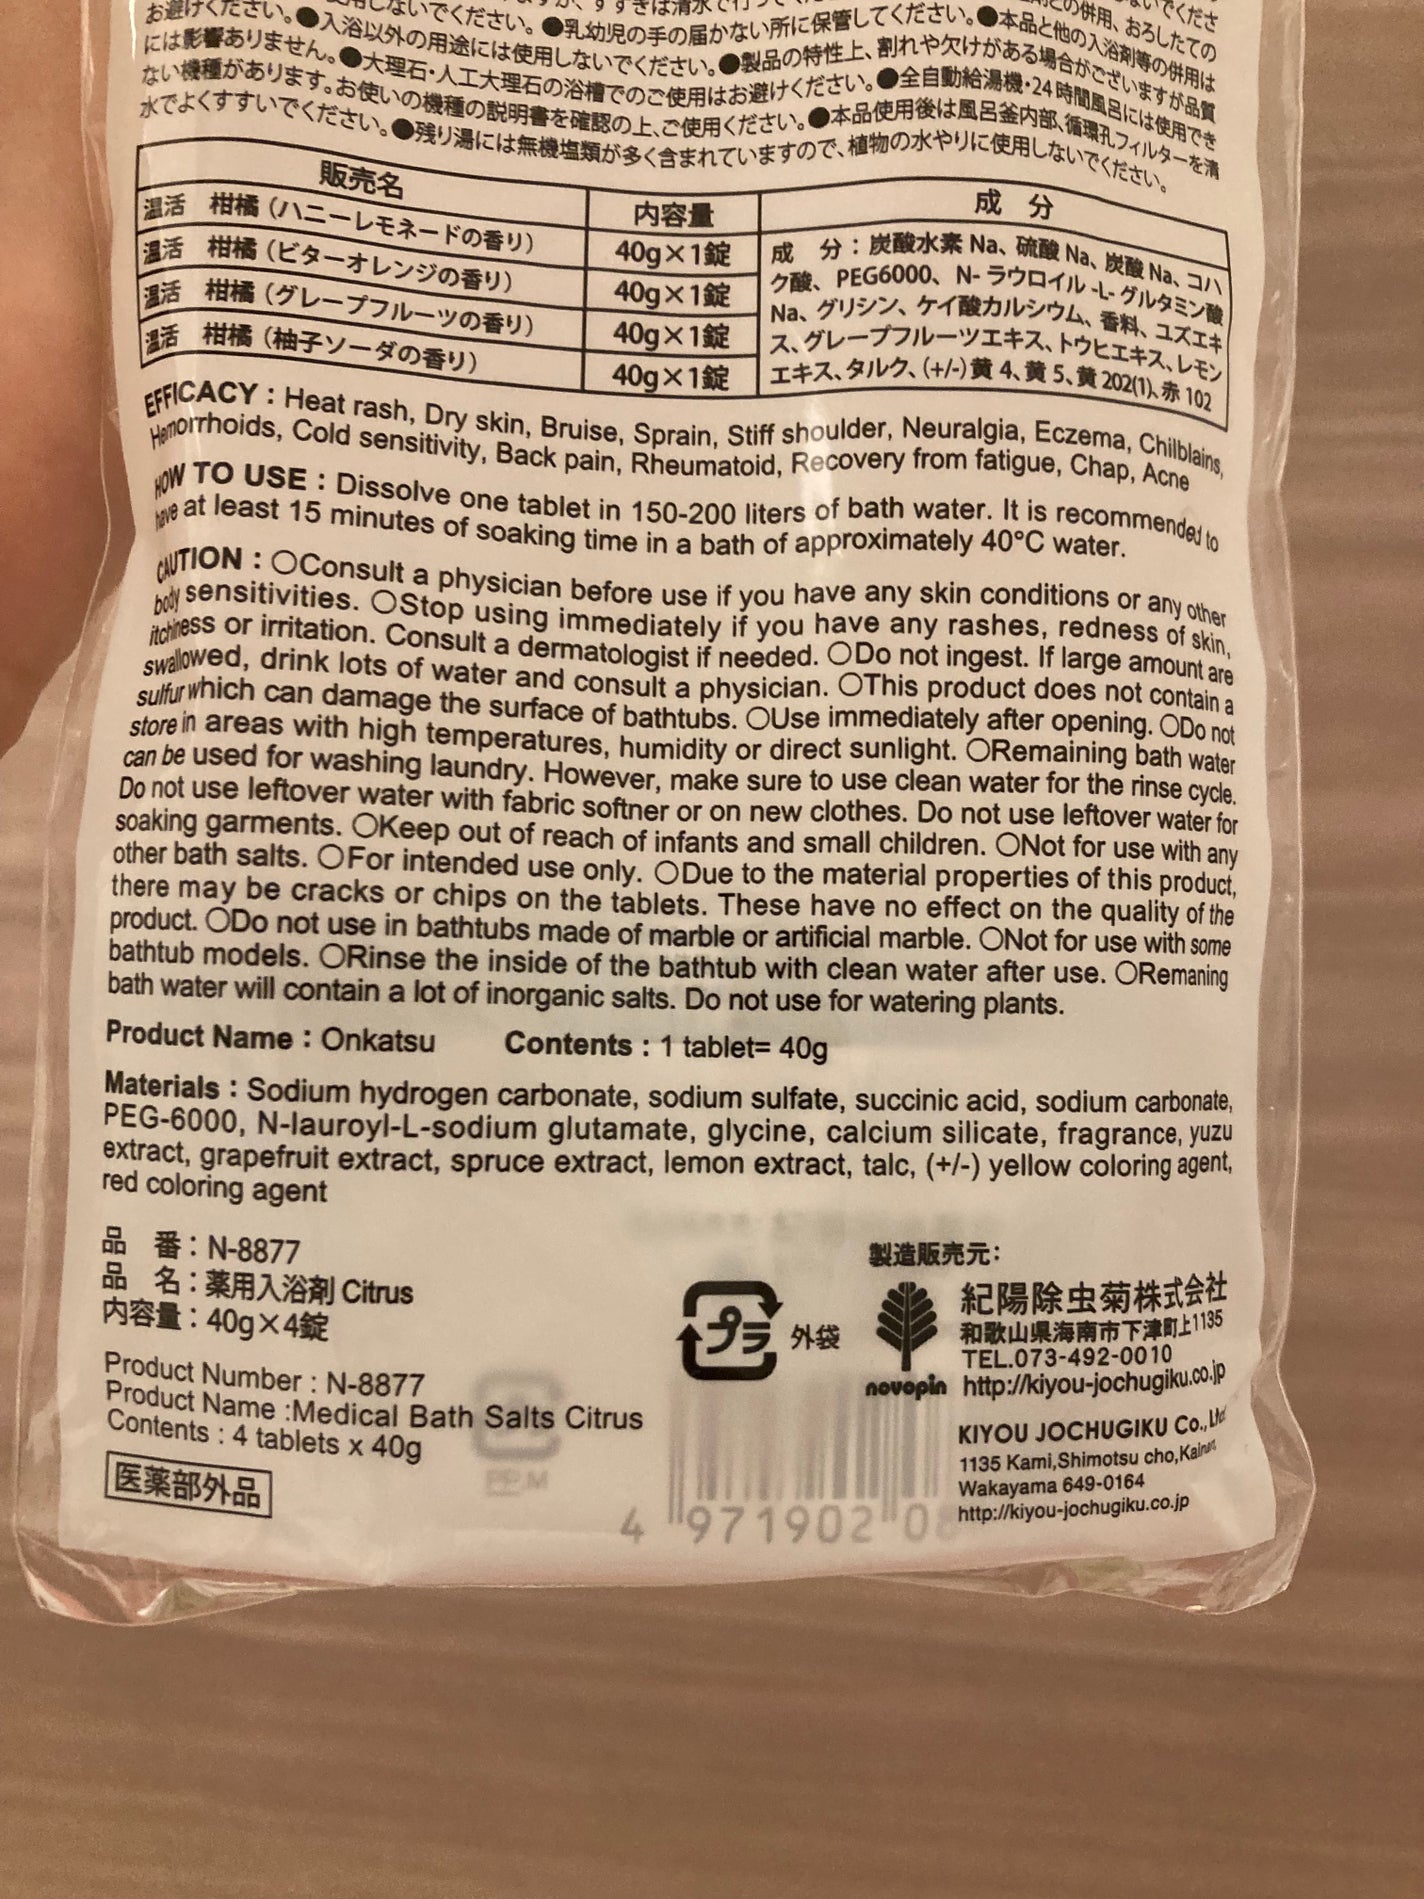 お避けください。●入浴以外の用途には使用しないでください。●乳幼児の手の届かない所に保管してください。●本品と他の入浴剤等の併用は
には影響ありません。●大理石・人工大理石の浴槽でのご使用はお避けください。●製品の特性上、割れや欠けがある場合がございますが品質
ない機種があります。お使いの機種の説明書を確認の上、ご使用ください。●全自動給湯機・24時間風呂には使用でき
水でよくすすいでください。●残り湯には無機塩類が多く含まれていますので、植物の水やりに使用しないでください。●本品使用後は風呂釜内部、循環孔フィルターを清
販売名 内容量 成 分
温活 柑橘（ハニーレモネードの香り） 40g×1錠
温活 柑橘（ビターオレンジの香り） 40g×1錠
温活 柑橘（グレープフルーツの香り） 40g×1錠
温活 柑橘（柚子ソーダの香り） 40g×1錠
成 分：炭酸水素 Na、硫酸 Na、炭酸 Na、コハ
ク酸、PEG6000、N- ラウロイル -L- グルタミン酸
Na、グリシン、ケイ酸カルシウム、香料、ユズエキ
ス、グレープフルーツエキス、トウヒエキス、レモン
エキス、タルク、(+/-)黄 4、黄 5、黄 202(1)、赤 102
EFFICACY：Heat rash, Dry skin, Bruise, Sprain, Stiff shoulder, Neuralgia, Eczema, Chilblains,
Hemorrhoids, Cold sensitivity, Back pain, Rheumatoid, Recovery from fatigue, Chap, Acne
HOW TO USE：Dissolve one tablet in 150-200 liters of bath water. It is recommended to
have at least 15 minutes of soaking time in a bath of approximately 40°C water.
CAUTION：○Consult a physician before use if you have any skin conditions or any other
body sensitivities. ○Stop using immediately if you have any rashes, redness of skin,
itchiness or irritation. Consult a dermatologist if needed. ○Do not ingest. If large amount are
swallowed, drink lots of water and consult a physician. ○This product does not contain a
sulfur which can damage the surface of bathtubs. ○Use immediately after opening. ○Do not
store in areas with high temperatures, humidity or direct sunlight. ○Remaining bath water
can be used for washing laundry. However, make sure to use clean water for the rinse cycle.
Do not use leftover water with fabric softner or on new clothes. Do not use leftover water for
soaking garments. ○Keep out of reach of infants and small children. ○Not for use with any
other bath salts. ○For intended use only. ○Due to the material properties of this product,
there may be cracks or chips on the tablets. These have no effect on the quality of the
product. ○Do not use in bathtubs made of marble or artificial marble. ○Not for use with some
bathtub models. ○Rinse the inside of the bathtub with clean water after use. ○Remaning
bath water will contain a lot of inorganic salts. Do not use for watering plants.
Product Name：Onkatsu Contents：1 tablet= 40g
Materials：Sodium hydrogen carbonate, sodium sulfate, succinic acid, sodium carbonate,
PEG-6000, N-lauroyl-L-sodium glutamate, glycine, calcium silicate, fragrance, yuzu
extract, grapefruit extract, spruce extract, lemon extract, talc, (+/-) yellow coloring agent,
red coloring agent
品 番：N-8877
品 名：薬用入浴剤 Citrus
内容量：40g×4錠
Product Number : N-8877
Product Name :Medical Bath Salts Citrus
Contents : 4 tablets x 40g
医薬部外品
プラ 外袋
PP.M
4 971902 0
製造販売元：
novopin
紀陽除虫菊株式会社
和歌山県海南市下津町上1135
TEL.073-492-0010
http://kiyou-jochugiku.co.jp
KIYOU JOCHUGIKU Co., Ltd
1135 Kami,Shimotsu cho,Kainan
Wakayama 649-0164
http://kiyou-jochugiku.co.jp